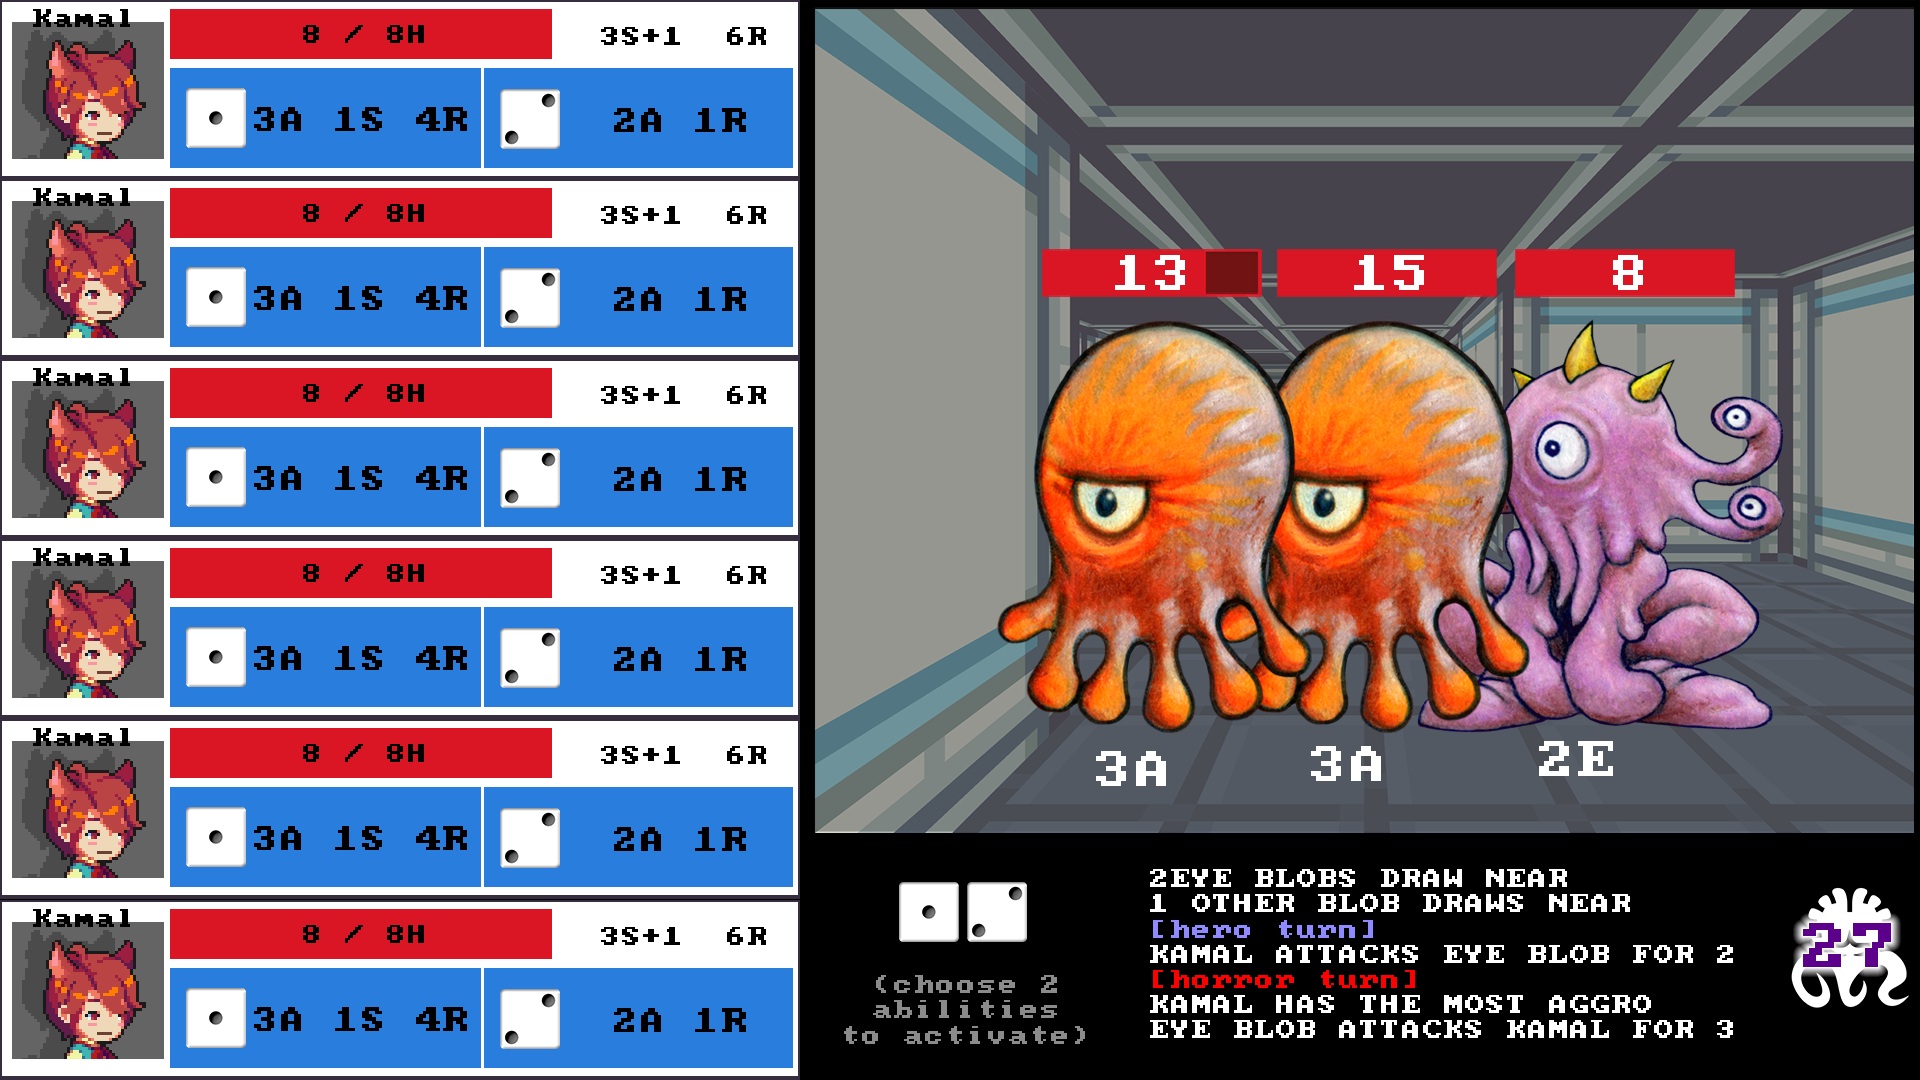 Kamal
8 / 8H 3S+1 6R
3A 1S 4R 2A 1R
Kamal
8 / 8H 3S+1 6R
3A 1S 4R 2A 1R
Kamal
8 / 8H 3S+1 6R
3A 1S 4R 2A 1R
Kamal
8 / 8H 3S+1 6R
3A 1S 4R 2A 1R
Kamal
8 / 8H 3S+1 6R
3A 1S 4R 2A 1R
Kamal
8 / 8H 3S+1 6R
3A 1S 4R 2A 1R
13 15 8
3A 3A 2E
(choose 2
abilities
to activate)
2EYE BLOBS DRAW NEAR
1 OTHER BLOB DRAWS NEAR
[hero turn]
KAMAL ATTACKS EYE BLOB FOR 2
[horror turn]
KAMAL HAS THE MOST AGGRO
EYE BLOB ATTACKS KAMAL FOR 3
27